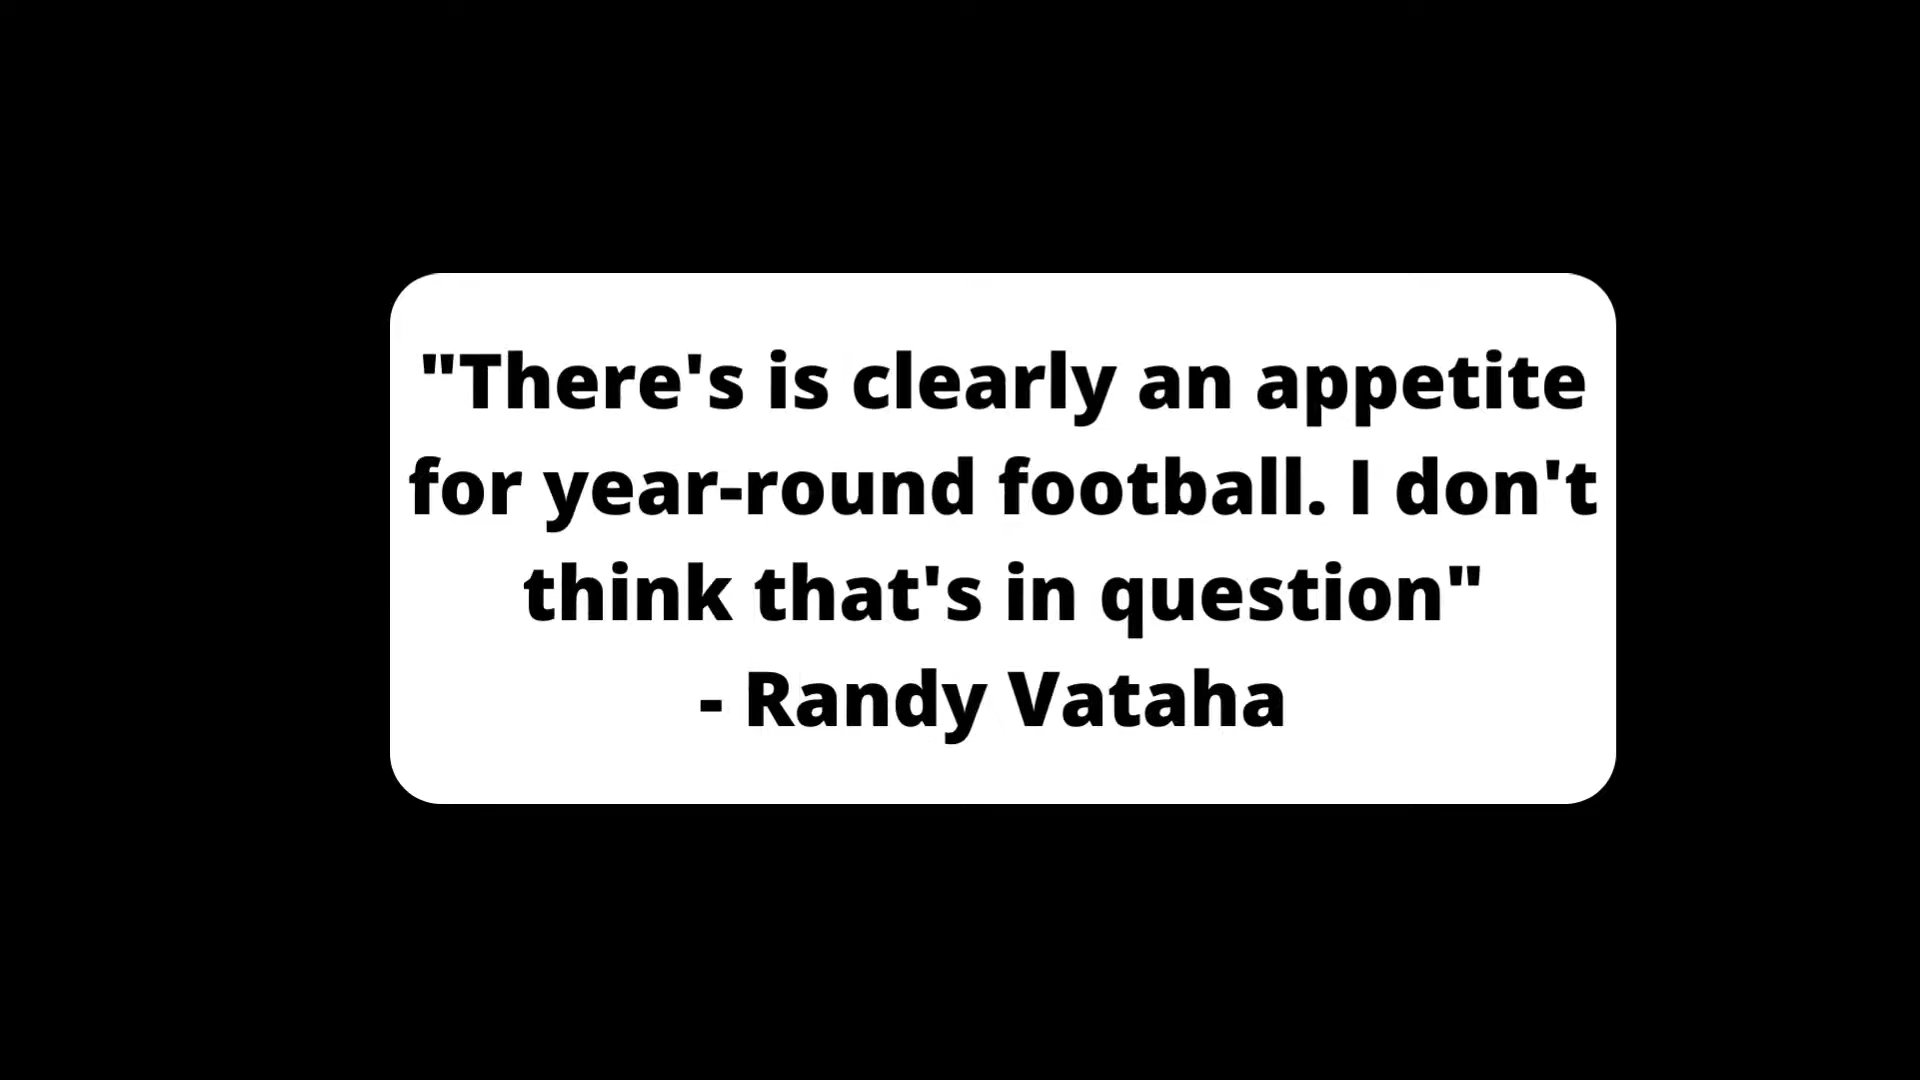 "There's is clearly an appetite
for year-round football. I don't
think that's in question"
- Randy Vataha